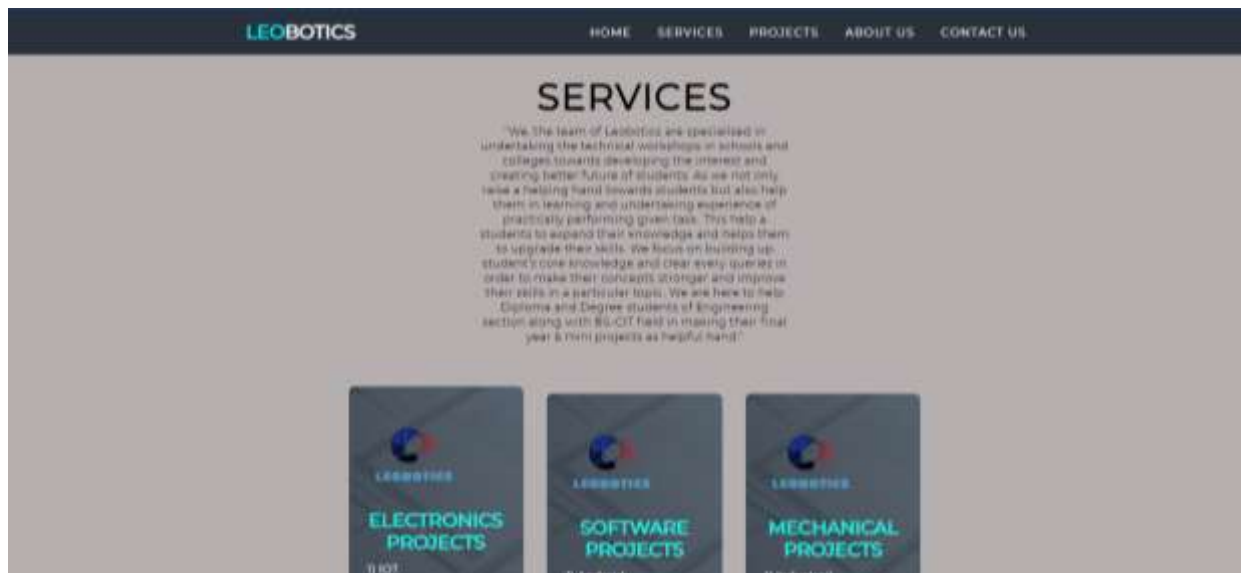 LEOBOTICS
HOME SERVICES PROJECTS ABOUT US CONTACT US
SERVICES
"We, the team of Leobotics are specialised in
undertaking the technical workshops in schools and
colleges towards developing the interest and
creating better future of students. As we not only
raise a helping hand towards students but also help
them in learning and undertaking experience of
practically performing given task. This help a
students to expand their knowledge and helps them
to upgrade their skills. We focus on building up
student's core knowledge and clear every queries in
order to make their concepts stronger and improve
their skills in a particular topic. We are here to help
Diploma and Degree students of Engineering
section along with field in making their final
year & mini projects as helpful hand."
LEOBOTICS
ELECTRONICS
PROJECTS
1) IOT
LEOBOTICS
SOFTWARE
PROJECTS
LEOBOTICS
MECHANICAL
PROJECTS